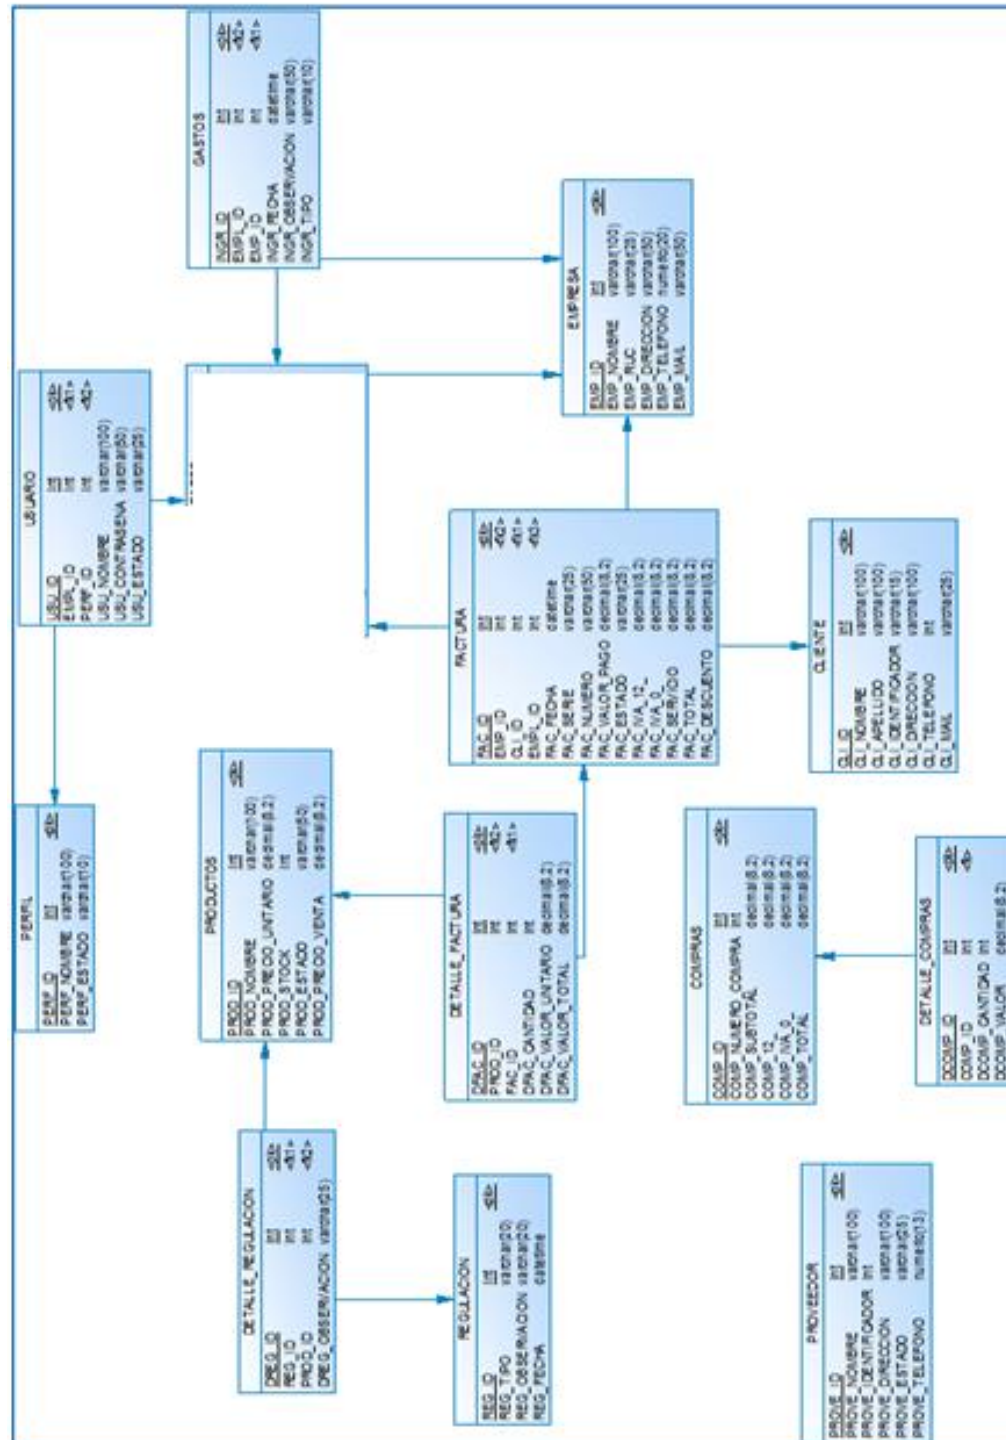 PERFIL
PERF_ID int <pk>
PERF_NOMBRE varchar(100)
PERF_ESTADO varchar(10)
USUARIO
USU_ID int <pk>
EMPL_ID int <fk1>
PERF_ID int <fk2>
USU_NOMBRE varchar(100)
USU_CONTRASENA varchar(50)
USU_ESTADO varchar(25)
GASTOS
INGR_ID int <pk>
EMPL_ID int <fk2>
EMP_ID int <fk1>
INGR_FECHA datetime
INGR_OBSERVACION varchar(50)
INGR_TIPO varchar(10)
DETALLE_REGULACION
DREG_ID int <pk>
REG_ID int <fk1>
PROD_ID int <fk2>
DREG_OBSERVACION varchar(25)
PRODUCTOS
PROD_ID int <pk>
PROD_NOMBRE varchar(100)
PROD_PREDO_UNITARIO decimal(8,2)
PROD_STOCK int
PROD_ESTADO varchar(50)
PROD_PREDO_VENTA decimal(8,2)
REGULACION
REG_ID int <pk>
REG_TIPO varchar(20)
REG_OBSERVACION varchar(20)
REG_FECHA datetime
DETALLE_FACTURA
DFAC_ID int <pk>
PROD_ID int <fk2>
FAC_ID int <fk1>
DFAC_CANTIDAD int
DFAC_VALOR_UNITARIO decimal(8,2)
DFAC_VALOR_TOTAL decimal(8,2)
FACTURA
FAC_ID int <pk>
EMP_ID int <fk2>
CLI_ID int <fk1>
EMPL_ID int <fk3>
FAC_FECHA datetime
FAC_SERIE varchar(25)
FAC_NUMERO varchar(50)
FAC_VALOR_PAGO decimal(8,2)
FAC_ESTADO varchar(25)
FAC_IVA_12_ decimal(8,2)
FAC_IVA_0_ decimal(8,2)
FAC_SERVICIO decimal(8,2)
FAC_TOTAL decimal(8,2)
FAC_DESCUENTO decimal(8,2)
EMPRESA
EMP_ID int <pk>
EMP_NOMBRE varchar(100)
EMP_RUC varchar(25)
EMP_DIRECCION varchar(50)
EMP_TELEFONO numeric(20)
EMP_MAIL varchar(50)
COMPRAS
COMP_ID int <pk>
COMP_NUMERO_COMPRA int
COMP_SUBTOTAL decimal(8,2)
COMP_12_ decimal(8,2)
COMP_IVA_0_ decimal(8,2)
COMP_TOTAL decimal(8,2)
CLIENTE
CLI_ID int <pk>
CLI_NOMBRE varchar(100)
CLI_APELLIDO varchar(100)
CLI_IDENTIFICADOR varchar(15)
CLI_DIRECCION varchar(100)
CLI_TELEFONO int
CLI_MAIL varchar(25)
PROVEEDOR
PROVE_ID int <pk>
PROVE_NOMBRE varchar(100)
PROVE_IDENTIFICADOR int
PROVE_DIRECCION varchar(100)
PROVE_ESTADO varchar(25)
PROVE_TELEFONO numeric(13)
DETALLE_COMPRAS
DCOMP_ID int <pk>
COMP_ID int <fk>
DCOMP_CANTIDAD int
DCOMP_VALOR decimal(8,2)